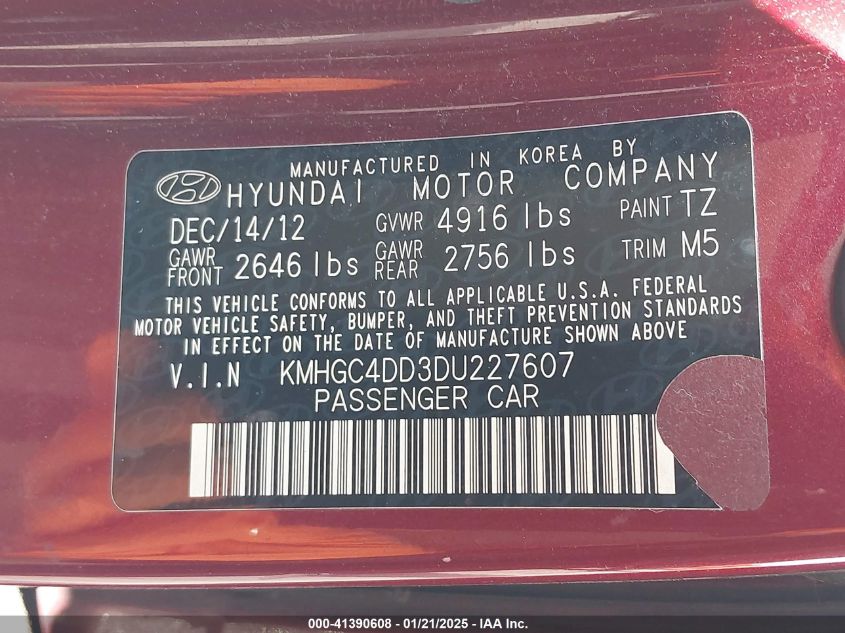 MANUFACTURED IN KOREA BY
HYUNDAI MOTOR COMPANY
DEC/14/12 GVWR 4916 lbs PAINT TZ
GAWR FRONT 2646 lbs GAWR REAR 2756 lbs TRIM M5
THIS VEHICLE CONFORMS TO ALL APPLICABLE U.S.A. FEDERAL
MOTOR VEHICLE SAFETY, BUMPER, AND THEFT PREVENTION STANDARDS
IN EFFECT ON THE DATE OF MANUFACTURE SHOWN ABOVE
V.I.N KMHGC4DD3DU227607
PASSENGER CAR
000-41390608 - 01/21/2025 - IAA Inc.